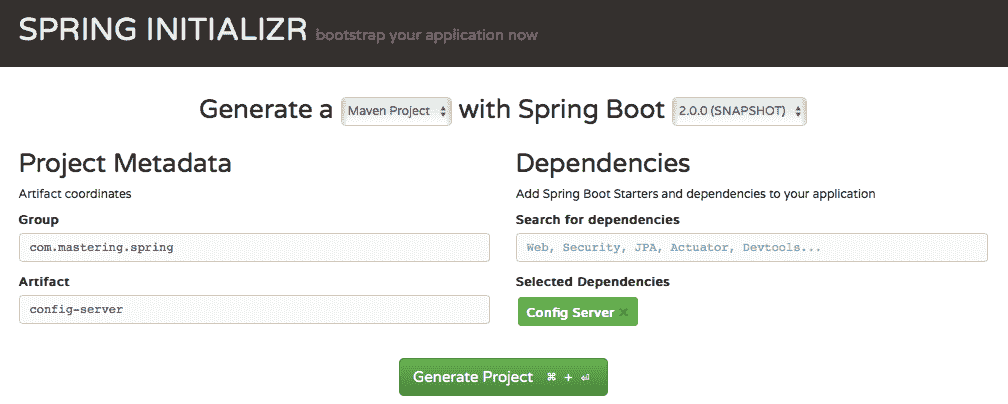 SPRING INITIALIZR bootstrap your application now
Generate a Maven Project with Spring Boot 2.0.0 (SNAPSHOT)
Project Metadata
Artifact coordinates
Group
com.mastering.spring
Artifact
config-server
Dependencies
Add Spring Boot Starters and dependencies to your application
Search for dependencies
Web, Security, JPA, Actuator, Devtools...
Selected Dependencies
Config Server ×
Generate Project ⌘ + ⏎